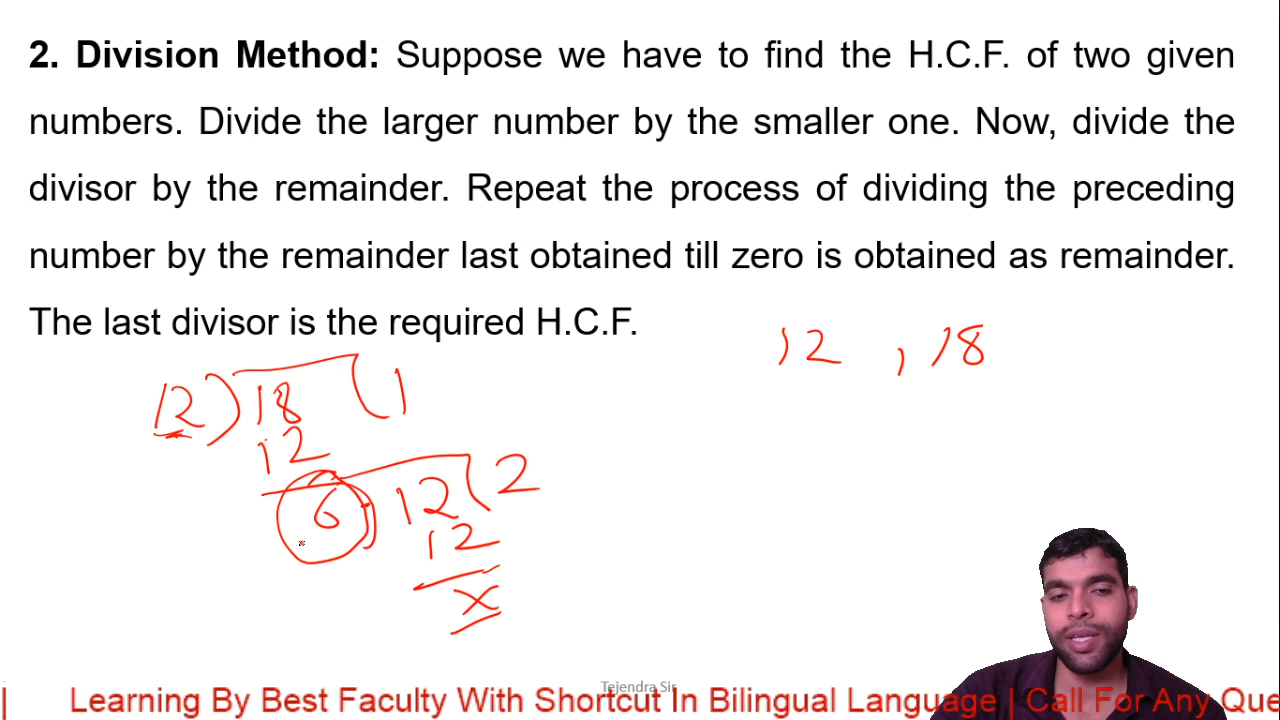 2. Division Method: Suppose we have to find the H.C.F. of two given
numbers. Divide the larger number by the smaller one. Now, divide the
divisor by the remainder. Repeat the process of dividing the preceding
number by the remainder last obtained till zero is obtained as remainder.
The last divisor is the required H.C.F.
12 , 18
12)18(1
12
6)12(2
12
x
Tejendra Sir
| Learning By Best Faculty With Shortcut In Bilingual Language | Call For Any Que